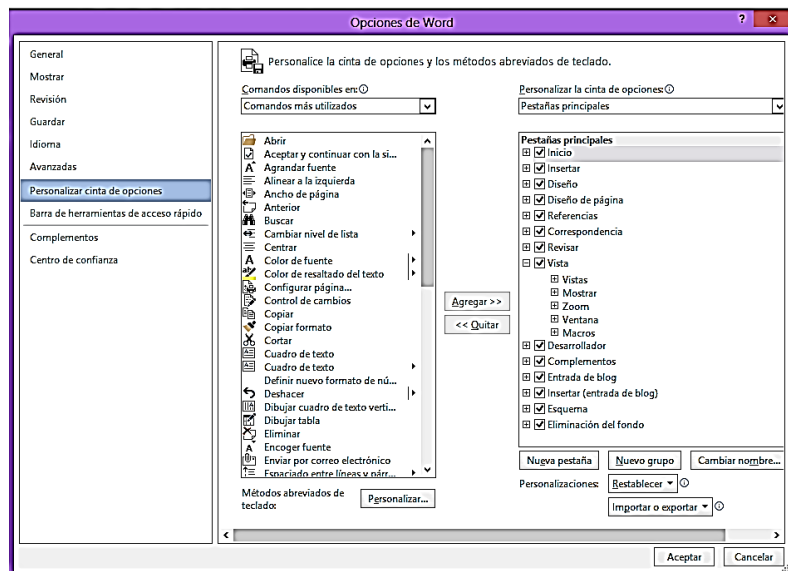 Opciones de Word
?
General
Mostrar
Revisión
Guardar
Idioma
Avanzadas
Personalizar cinta de opciones
Barra de herramientas de acceso rápido
Complementos
Centro de confianza
Personalice la cinta de opciones y los métodos abreviados de teclado.
Comandos disponibles en:
Comandos más utilizados
Abrir
Aceptar y continuar con la si...
Agrandar fuente
Alinear a la izquierda
Ancho de página
Anterior
Buscar
Cambiar nivel de lista
Centrar
Color de fuente
Color de resaltado del texto
Configurar página...
Control de cambios
Copiar
Copiar formato
Cortar
Cuadro de texto
Cuadro de texto
Definir nuevo formato de nú...
Deshacer
Dibujar cuadro de texto verti...
Dibujar tabla
Eliminar
Encoger fuente
Enviar por correo electrónico
Espaciado entre líneas y párr...
Métodos abreviados de
teclado:
Personalizar...
Agregar >>
<< Quitar
Personalizar la cinta de opciones:
Pestañas principales
Pestañas principales
Inicio
Insertar
Diseño
Diseño de página
Referencias
Correspondencia
Revisar
Vista
Vistas
Mostrar
Zoom
Ventana
Macros
Desarrollador
Complementos
Entrada de blog
Insertar (entrada de blog)
Esquema
Eliminación del fondo
Nueva pestaña
Nuevo grupo
Cambiar nombre...
Personalizaciones:
Restablecer
Importar o exportar
Aceptar
Cancelar